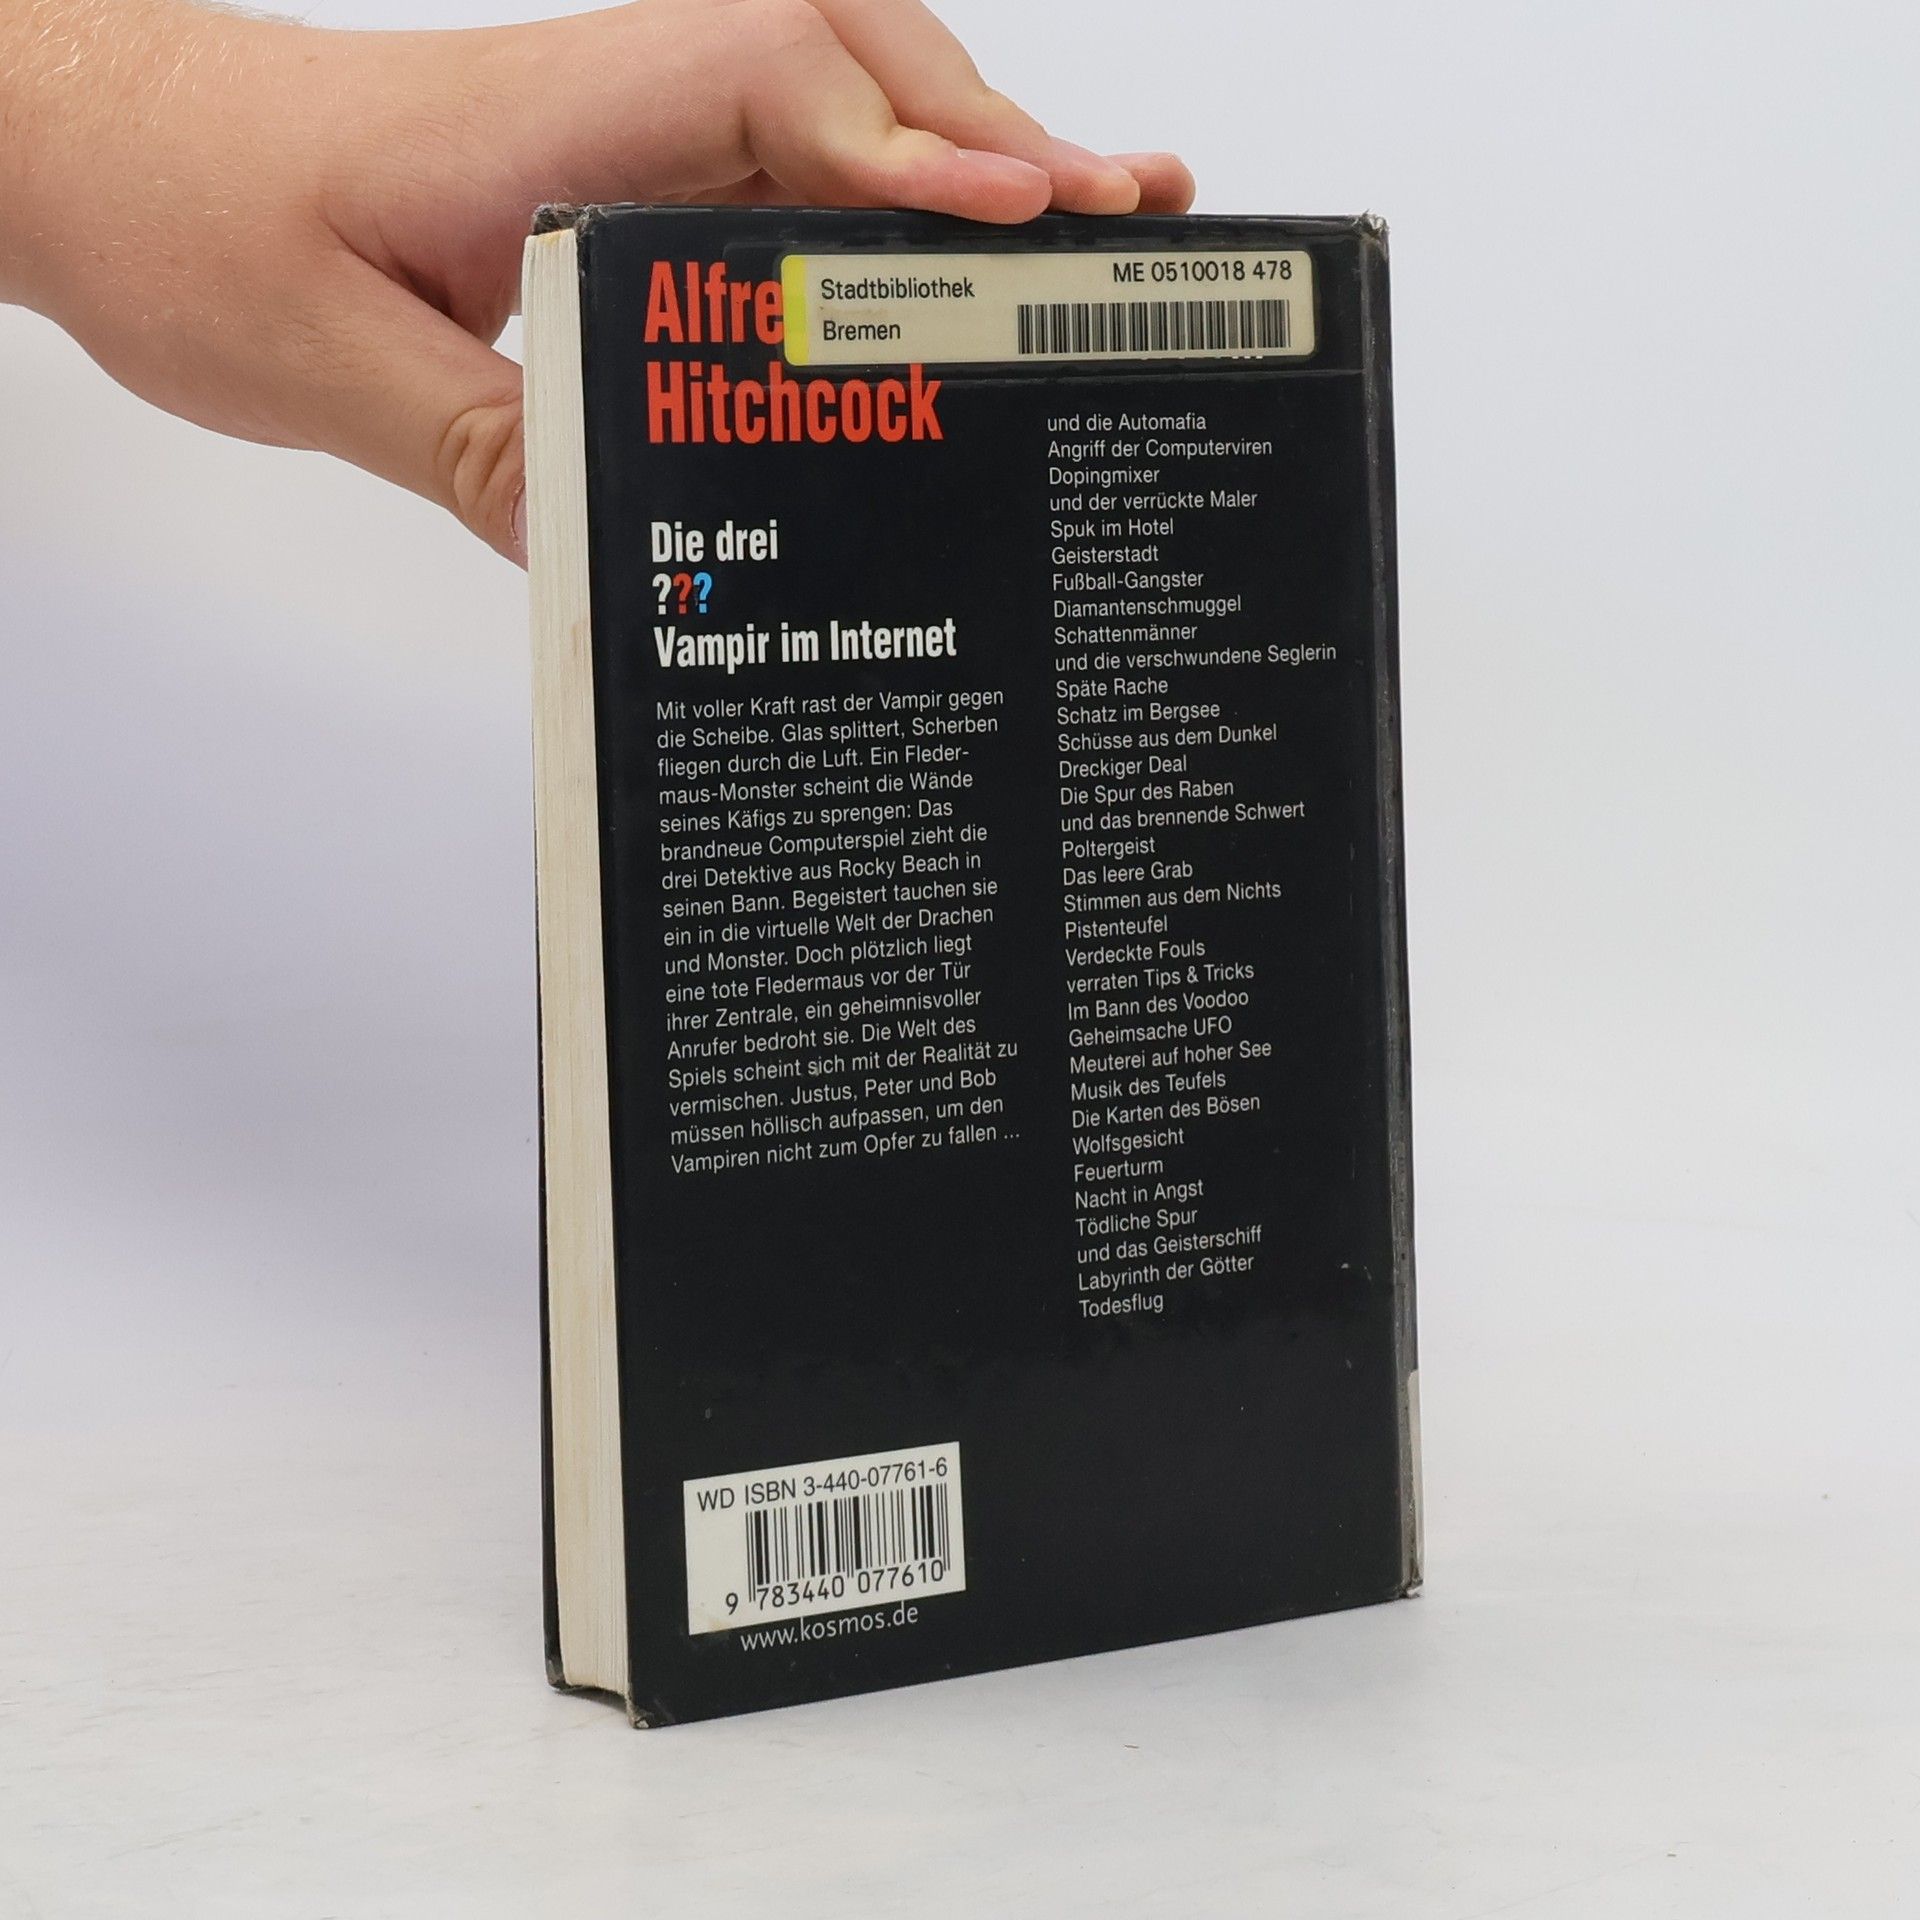 Alfre
Hitchcock
Stadtbibliothek
Bremen
ME 0510018 478
Die drei
???
Vampir im Internet
Mit voller Kraft rast der Vampir gegen
die Scheibe. Glas splittert, Scherben
fliegen durch die Luft. Ein Fleder-
maus-Monster scheint die Wände
seines Käfigs zu sprengen: Das
brandneue Computerspiel zieht die
drei Detektive aus Rocky Beach in
seinen Bann. Begeistert tauchen sie
ein in die virtuelle Welt der Drachen
und Monster. Doch plötzlich liegt
eine tote Fledermaus vor der Tür
ihrer Zentrale, ein geheimnisvoller
Anrufer bedroht sie. Die Welt des
Spiels scheint sich mit der Realität zu
vermischen. Justus, Peter und Bob
müssen höllisch aufpassen, um den
Vampiren nicht zum Opfer zu fallen ...
und die Automafia
Angriff der Computerviren
Dopingmixer
und der verrückte Maler
Spuk im Hotel
Geisterstadt
Fußball-Gangster
Diamantenschmuggel
Schattenmänner
und die verschwundene Seglerin
Späte Rache
Schatz im Bergsee
Schüsse aus dem Dunkel
Dreckiger Deal
Die Spur des Raben
und das brennende Schwert
Poltergeist
Das leere Grab
Stimmen aus dem Nichts
Pistenteufel
Verdeckte Fouls
verraten Tips & Tricks
Im Bann des Voodoo
Geheimsache UFO
Meuterei auf hoher See
Musik des Teufels
Die Karten des Bösen
Wolfsgesicht
Feuerturm
Nacht in Angst
Tödliche Spur
und das Geisterschiff
Labyrinth der Götter
Todesflug
WD ISBN 3-440-07761-6
9 783440 077610
www.kosmos.de